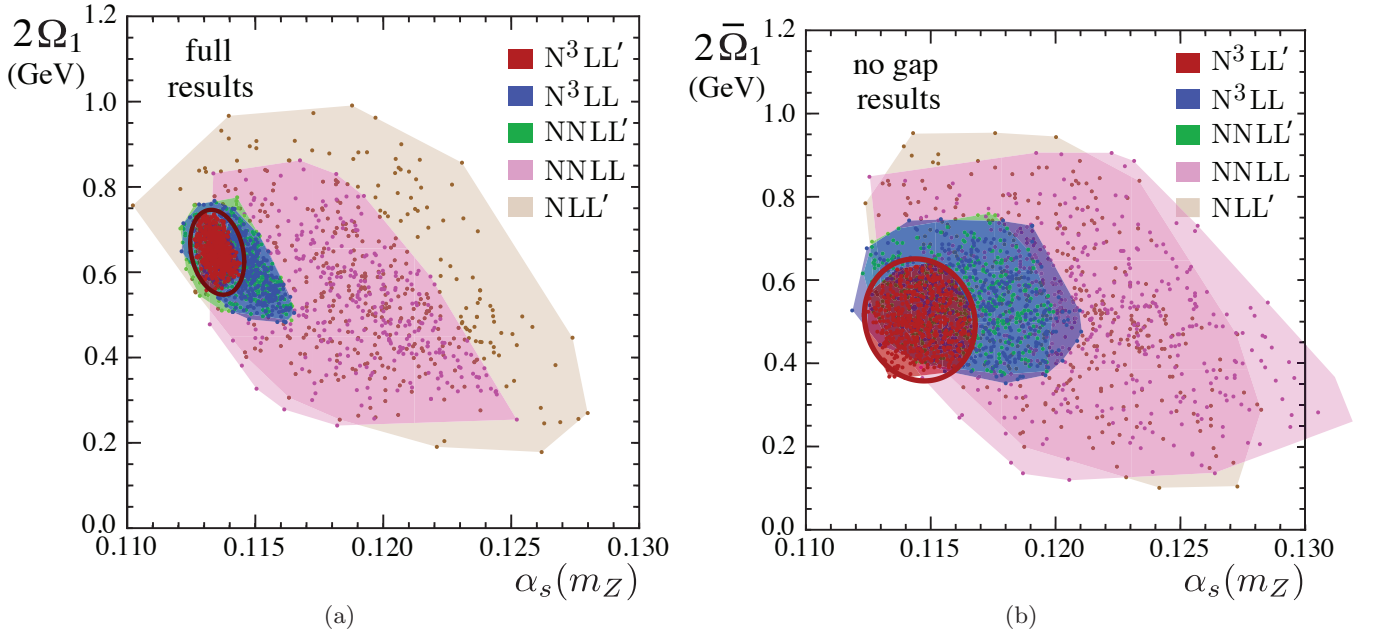 2Ω₁
(GeV)
full
results
N³LL′
N³LL
NNLL′
NNLL
NLL′
1.2
1.0
0.8
0.6
0.4
0.2
0.0
0.110
0.115
0.120
0.125
0.130
αₛ(m_Z)
(a)
2Ω̄₁
(GeV)
no gap
results
N³LL′
N³LL
NNLL′
NNLL
NLL′
1.2
1.0
0.8
0.6
0.4
0.2
0.0
0.110
0.115
0.120
0.125
0.130
αₛ(m_Z)
(b)